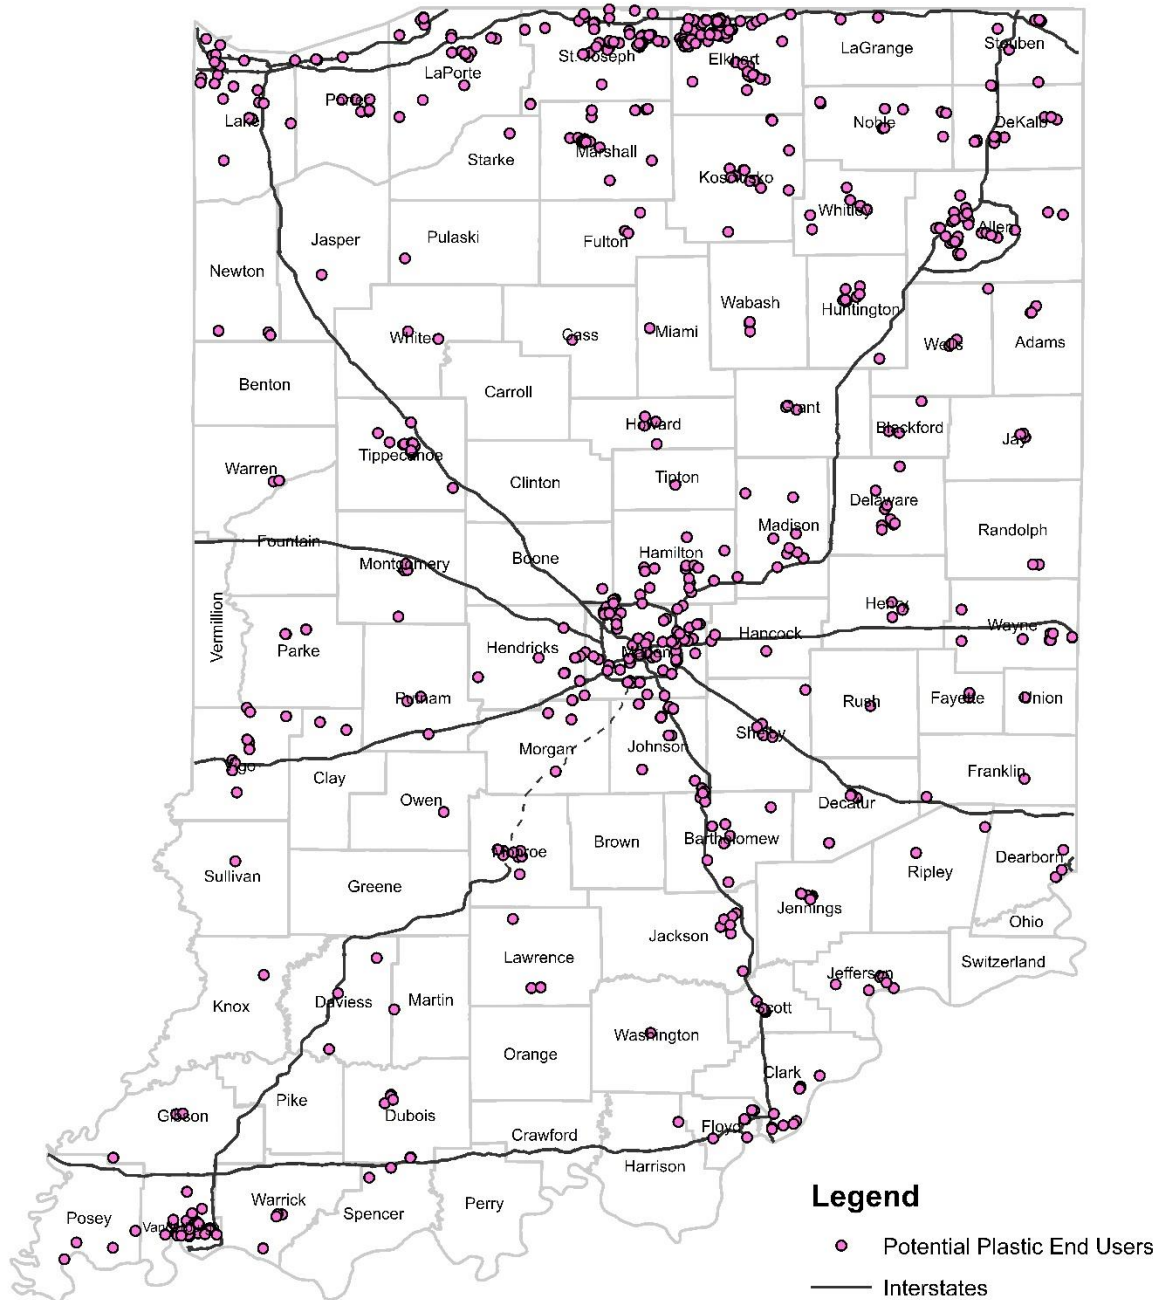 LaGrange
Steuben
St. Joseph
Elkhart
LaPorte
Porter
Lake
Noble
DeKalb
Starke
Marshall
Kosciusko
Whitley
Allen
Jasper
Pulaski
Fulton
Newton
Wabash
Huntington
White
Cass
Miami
Wells
Adams
Benton
Carroll
Grant
Howard
Blackford
Jay
Tippecanoe
Warren
Clinton
Tipton
Delaware
Madison
Randolph
Fountain
Boone
Hamilton
Montgomery
Vermillion
Henry
Wayne
Hancock
Parke
Hendricks
Marion
Putnam
Rush
Fayette
Union
Shelby
Morgan
Johnson
Vigo
Clay
Franklin
Owen
Decatur
Brown
Bartholomew
Monroe
Dearborn
Sullivan
Ripley
Greene
Jennings
Ohio
Jackson
Lawrence
Switzerland
Jefferson
Knox
Daviess
Martin
Scott
Washington
Orange
Clark
Pike
Gibson
Dubois
Floyd
Crawford
Harrison
Legend
Warrick
Perry
Posey
Spencer
Potential Plastic End Users
Interstates